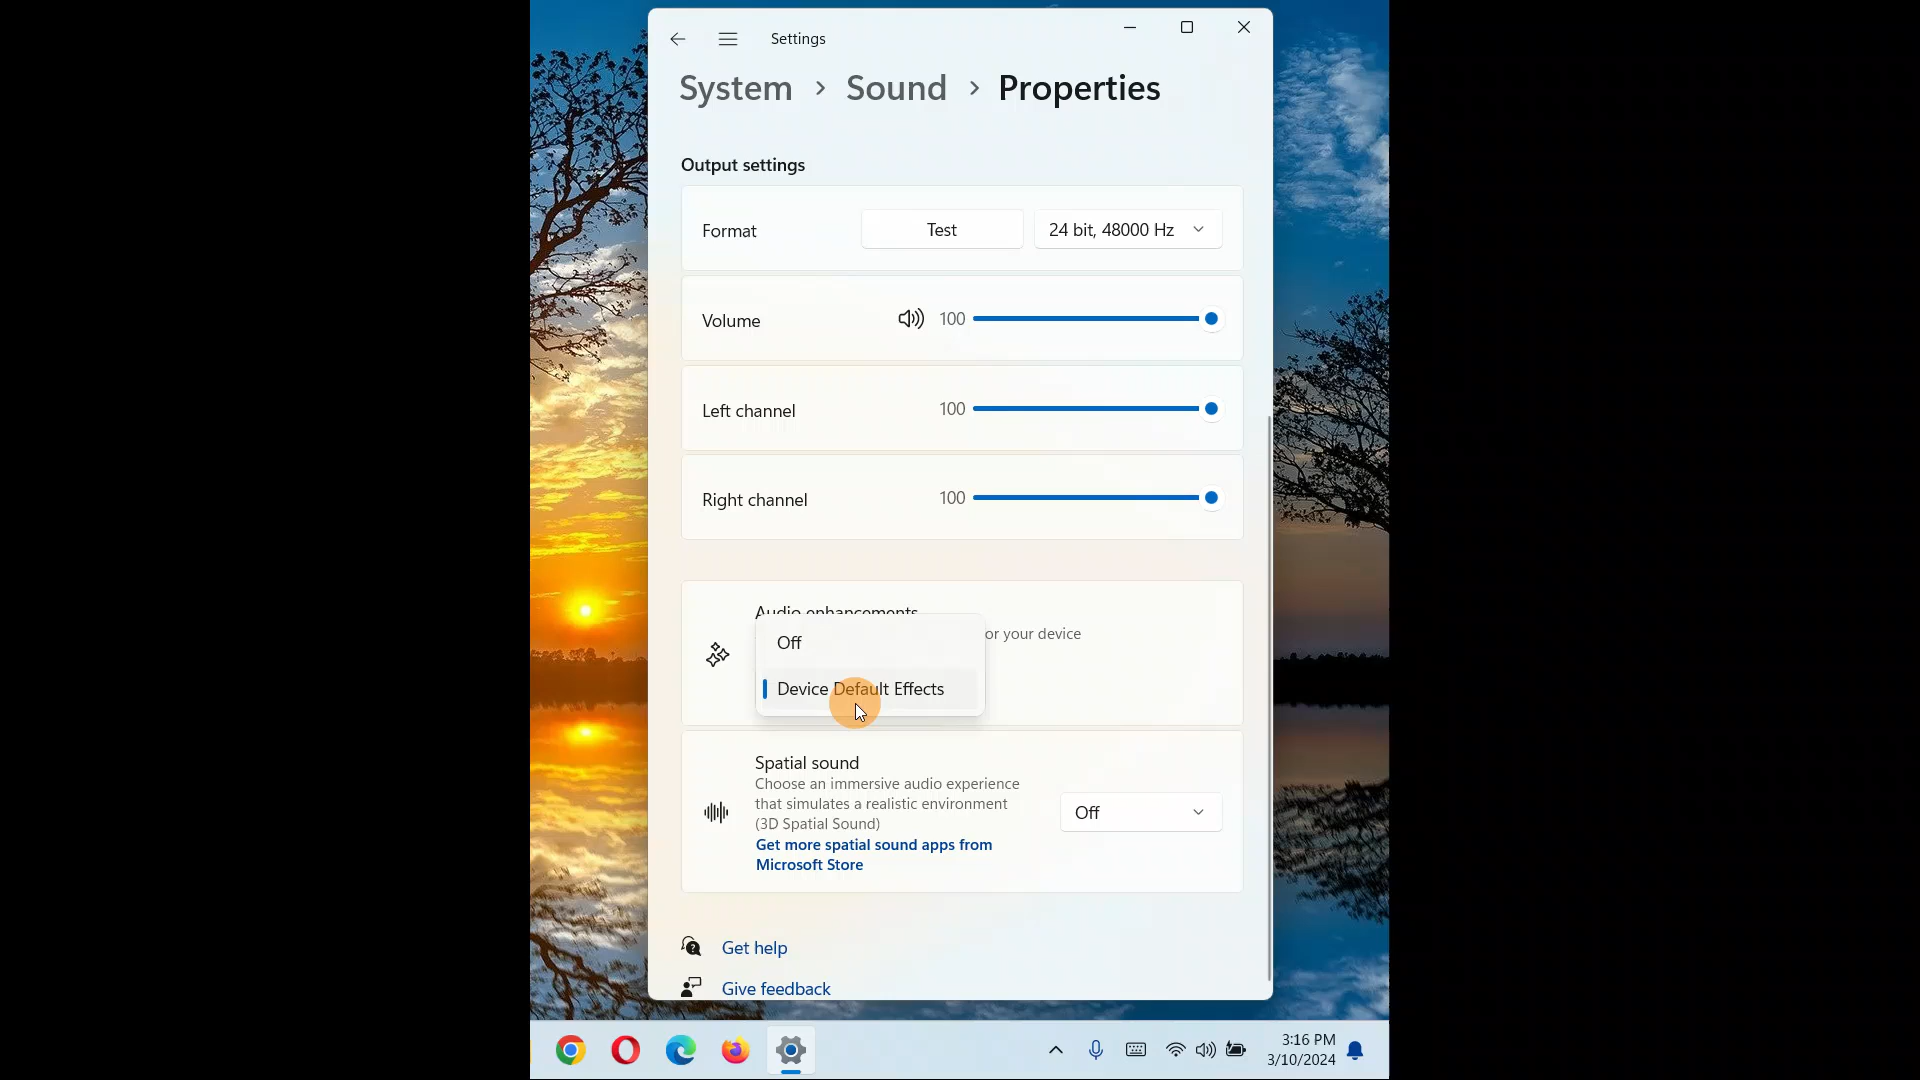 Settings
System > Sound > Properties
Output settings
Format
Test
24 bit, 48000 Hz
Volume
100
Left channel
100
Right channel
100
Audio enhancements
or your device
Off
Device Default Effects
Spatial sound
Choose an immersive audio experience
that simulates a realistic environment
(3D Spatial Sound)
Off
Get more spatial sound apps from
Microsoft Store
Get help
Give feedback
3:16 PM
3/10/2024